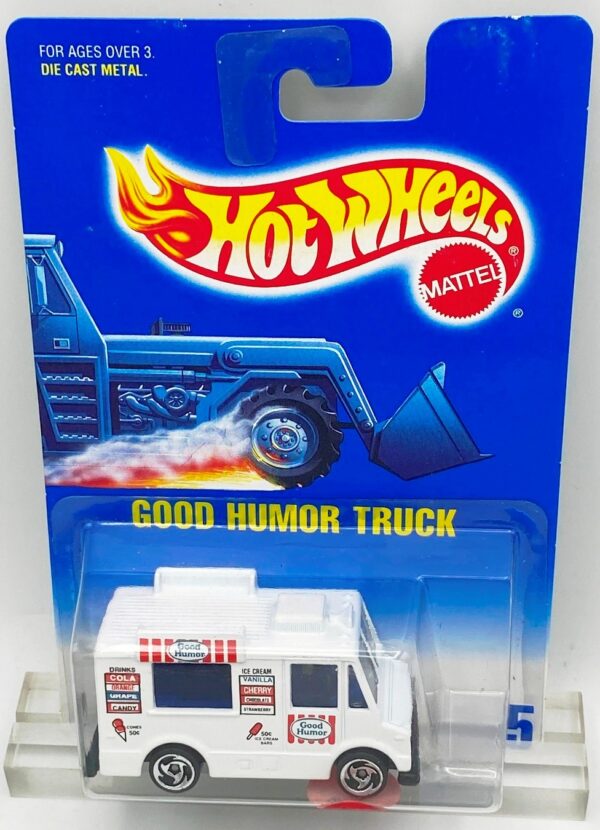 FOR AGES OVER 3.
DIE CAST METAL.
HOT WHEELS ®
MATTEL
®
GOOD HUMOR TRUCK
Good Humor
DRINKS
COLA
ORANGE
GRAPE
CANDY
CONES
50¢
ICE CREAM
VANILLA
CHERRY
CHOCOLATE
STRAWBERRY
50¢
ICE CREAM
BARS
Good
Humor
5